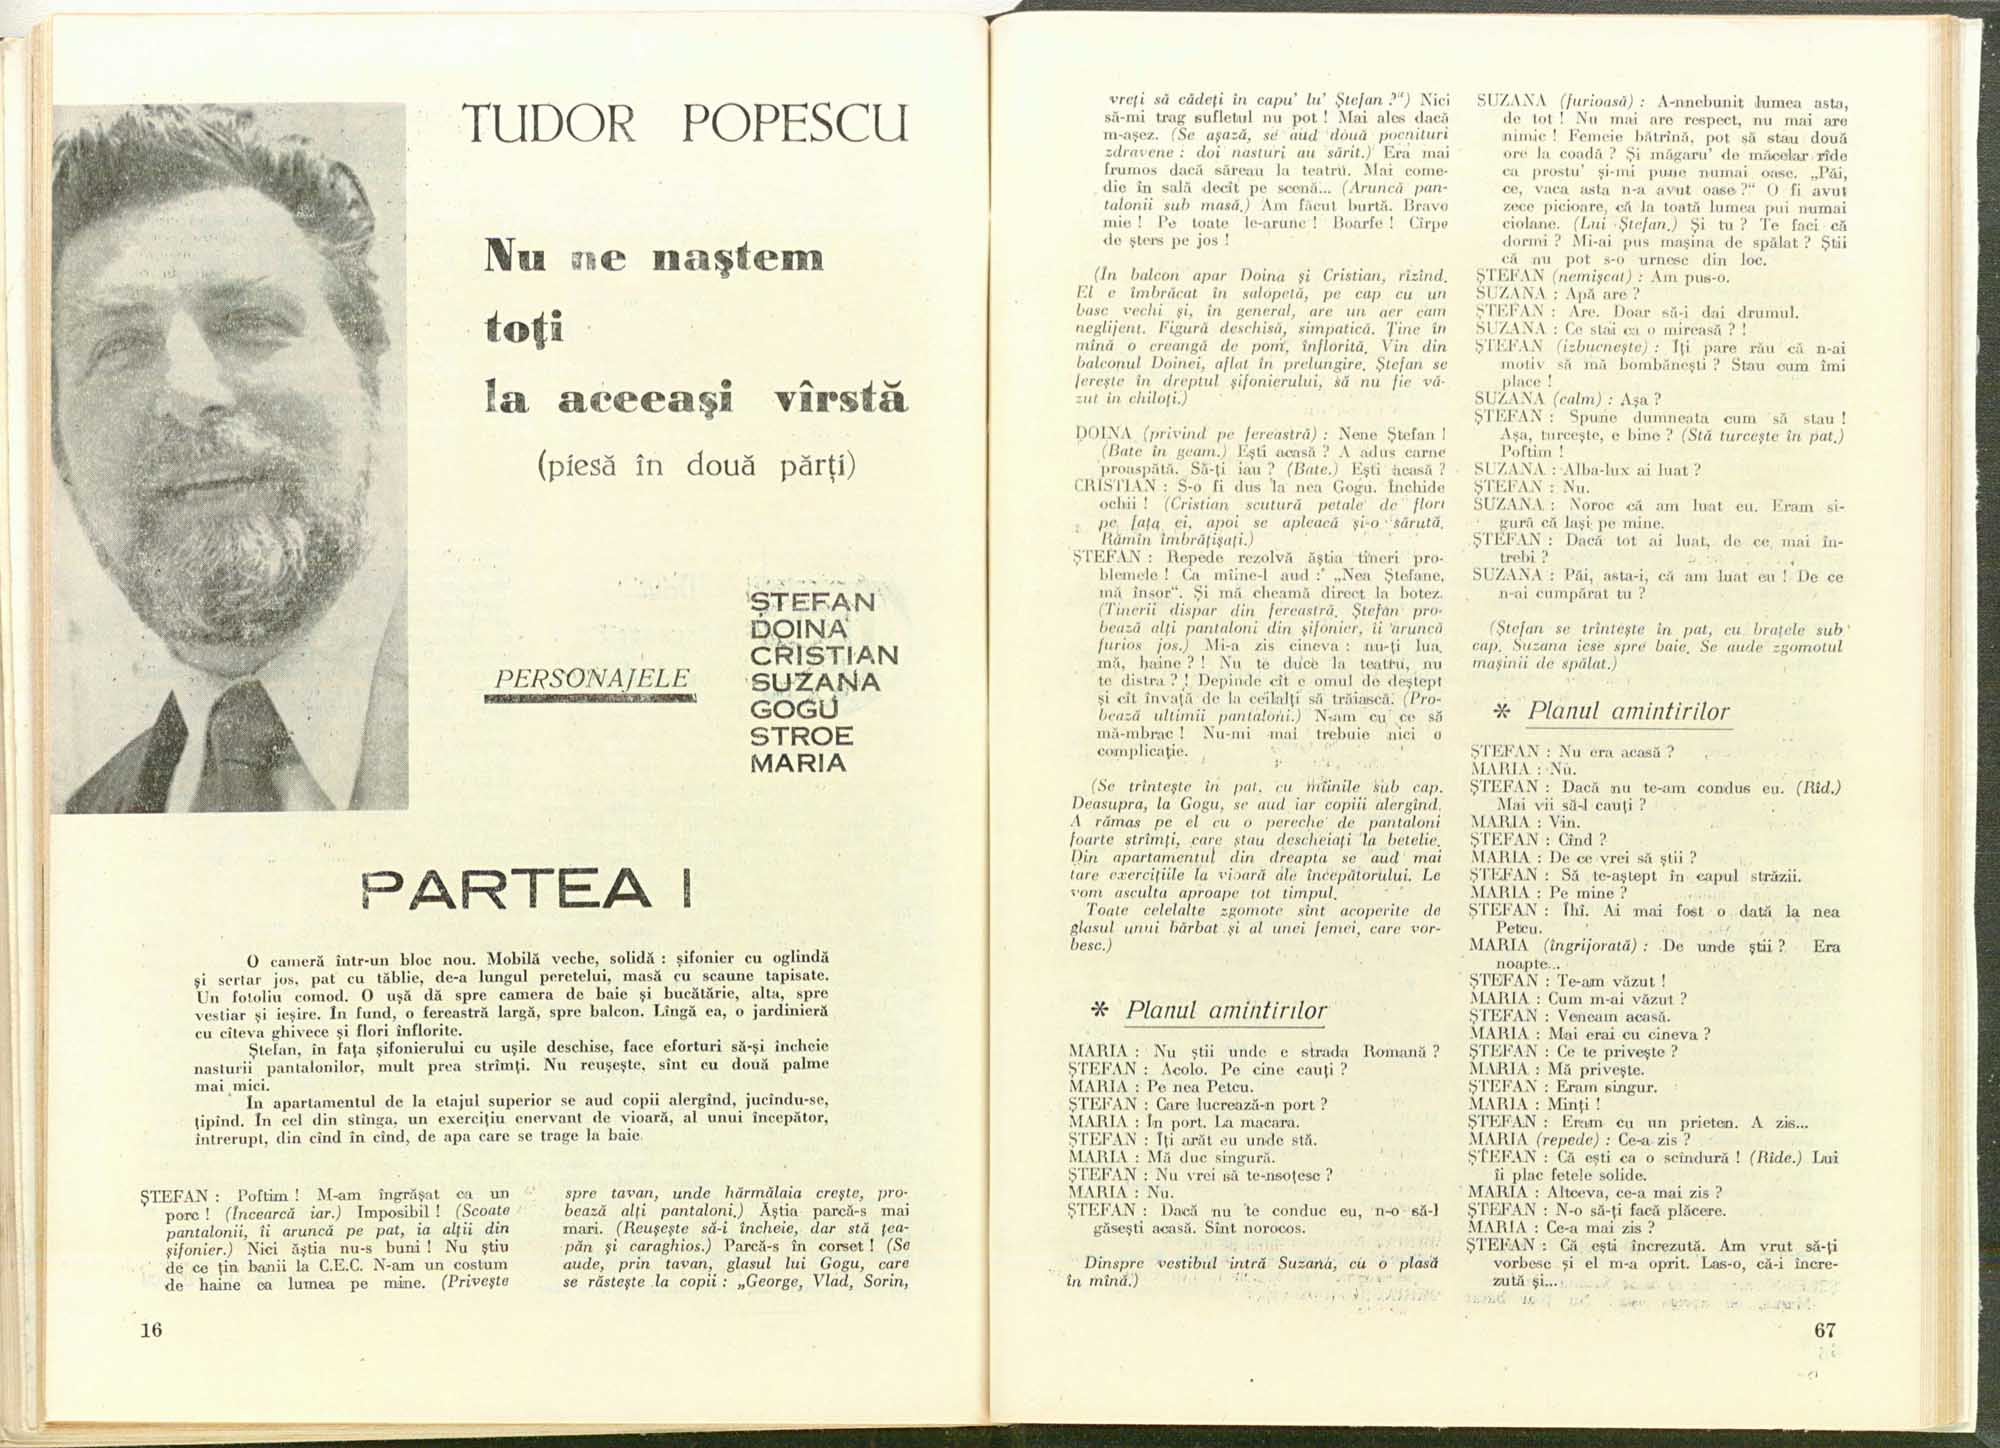 TUDOR POPESCU
Nu ne naştem
toţi
la aceeaşi vîrstă
(piesă în două părţi)
PERSONAJELE
ŞTEFAN
DOINA
CRISTIAN
SUZANA
GOGU
STROE
MARIA
PARTEA I
O cameră într-un bloc nou. Mobilă veche, solidă : şifonier cu oglindă
şi sertar jos, pat cu tăblie, de-a lungul peretelui, masă cu scaune tapisate.
Un fotoliu comod. O uşă dă spre camera de baie şi bucătărie, alta, spre
vestiar şi ieşire. In fund, o fereastră largă, spre balcon. Lîngă ea, o jardinieră
cu cîteva ghivece şi flori înflorite.
Ştefan, în faţa şifonierului cu uşile deschise, face eforturi să-şi încheie
nasturii pantalonilor, mult prea strîmţi. Nu reuşeşte, sînt cu două palme
mai mici.
In apartamentul de la etajul superior se aud copii alergînd, jucîndu-se,
ţipînd. In cel din stînga, un exerciţiu enervant de vioară, al unui începător,
întrerupt, din cînd în cînd, de apa care se trage la baie.
ŞTEFAN : Poftim ! M-am îngrăşat ca un
porc ! (Încearcă iar.) Imposibil ! (Scoate
pantalonii, îi aruncă pe pat, ia alţii din
şifonier.) Nici ăştia nu-s buni ! Nu ştiu
de ce ţin banii la C.E.C. N-am un costum
de haine ca lumea pe mine. (Priveşte
spre tavan, unde hărmălaia creşte, pro-
bează alţi pantaloni.) Ăştia parcă-s mai
mari. (Reuşeşte să-i încheie, dar stă ţea-
păn şi caraghios.) Parcă-s în corset ! (Se
aude, prin tavan, glasul lui Gogu, care
se răsteşte la copii : „George, Vlad, Sorin,
16
vreţi să cădeţi în capu' lu' Ştefan ?“) Nici
să-mi trag sufletul nu pot ! Mai ales dacă
m-aşez. (Se aşază, se aud două pocnituri
zdravene : doi nasturi au sărit.) Era mai
frumos dacă săreau la teatru. Mai come-
die în sală decît pe scenă... (Aruncă pan-
talonii sub masă.) Am făcut burtă. Bravo
mie ! Pe toate le-arunc ! Boarfe ! Cîrpe
de şters pe jos !
(In balcon apar Doina şi Cristian, rîzînd.
El e îmbrăcat în salopetă, pe cap cu un
basc vechi şi, în general, are un aer cam
neglijent. Figură deschisă, simpatică. Ţine în
mînă o creangă de pom, înflorită. Vin din
balconul Doinei, aflat în prelungire. Ştefan se
fereşte în dreptul şifonierului, să nu fie vă-
zut în chiloţi.)
DOINA (privind pe fereastră) : Nene Ştefan !
(Bate în geam.) Eşti acasă ? A adus carne
proaspătă. Să-ţi iau ? (Bate.) Eşti acasă ?
CRISTIAN : S-o fi dus la nea Gogu. Închide
ochii ! (Cristian scutură petale de flori
pe faţa ei, apoi se apleacă şi-o sărută.
Rămîn îmbrăţişaţi.)
ŞTEFAN : Repede rezolvă ăştia tineri pro-
blemele ! Ca mîine-l aud : „Nea Ştefane,
mă însor“. Şi mă cheamă direct la botez.
(Tinerii dispar din fereastră. Ştefan pro-
bează alţi pantaloni din şifonier, îi aruncă
furios jos.) Mi-a zis cineva : nu-ţi lua,
mă, haine ? ! Nu te duce la teatru, nu
te distra ? ! Depinde cît e omul de deştept
şi cît învaţă de la ceilalţi să trăiască. (Pro-
bează ultimii pantaloni.) N-am cu ce să
mă-mbrac ! Nu-mi mai trebuie nici o
complicaţie.
(Se trînteşte în pat, cu mîinile sub cap.
Deasupra, la Gogu, se aud iar copiii alergînd.
A rămas pe el cu o pereche de pantaloni
foarte strîmţi, care stau descheiaţi la betelie.
Din apartamentul din dreapta se aud mai
tare exerciţiile la vioară ale începătorului. Le
vom asculta aproape tot timpul.
Toate celelalte zgomote sînt acoperite de
glasul unui bărbat şi al unei femei, care vor-
besc.)
* Planul amintirilor
MARIA : Nu ştii unde e strada Romană ?
ŞTEFAN : Acolo. Pe cine cauţi ?
MARIA : Pe nea Petcu.
ŞTEFAN : Care lucrează-n port ?
MARIA : În port. La macara.
ŞTEFAN : Îţi arăt eu unde stă.
MARIA : Mă duc singură.
ŞTEFAN : Nu vrei să te-nsoţesc ?
MARIA : Nu.
ŞTEFAN : Dacă nu te conduc eu, n-o să-l
găseşti acasă. Sînt norocos.
Dinspre vestibul intră Suzana, cu o plasă
în mînă.)
SUZANA (furioasă) : A-nnebunit lumea asta,
de tot ! Nu mai are respect, nu mai are
nimic ! Femeie bătrînă, pot să stau două
ore la coadă ? Şi măgaru' de măcelar rîde
ca prostu' şi-mi pune numai oase. „Păi,
ce, vaca asta n-a avut oase ?“ O fi avut
zece picioare, că la toată lumea pui numai
ciolane. (Lui Ştefan.) Şi tu ? Te faci că
dormi ? Mi-ai pus maşina de spălat ? Ştii
că nu pot s-o urnesc din loc.
ŞTEFAN (nemişcat) : Am pus-o.
SUZANA : Apă are ?
ŞTEFAN : Are. Doar să-i dai drumul.
SUZANA : Ce stai ca o mireasă ? !
ŞTEFAN (izbucneşte) : Îţi pare rău că n-ai
motiv să mă bombăneşti ? Stau cum îmi
place !
SUZANA (calm) : Aşa ?
ŞTEFAN : Spune dumneata cum să stau !
Aşa, turceşte, e bine ? (Stă turceşte în pat.)
Poftim !
SUZANA : Alba-lux ai luat ?
ŞTEFAN : Nu.
SUZANA : Noroc că am luat eu. Eram si-
gură că laşi pe mine.
ŞTEFAN : Dacă tot ai luat, de ce mai în-
trebi ?
SUZANA : Păi, asta-i, că am luat eu ! De ce
n-ai cumpărat tu ?
(Ştefan se trînteşte în pat, cu braţele sub
cap. Suzana iese spre baie. Se aude zgomotul
maşinii de spălat.)
* Planul amintirilor
ŞTEFAN : Nu era acasă ?
MARIA : Nu.
ŞTEFAN : Dacă nu te-am condus eu. (Rîd.)
Mai vii să-l cauţi ?
MARIA : Vin.
ŞTEFAN : Cînd ?
MARIA : De ce vrei să ştii ?
ŞTEFAN : Să te-aştept în capul străzii.
MARIA : Pe mine ?
ŞTEFAN : Îhî. Ai mai fost o dată la nea
Petcu.
MARIA (îngrijorată) : De unde ştii ? Era
noapte...
ŞTEFAN : Te-am văzut !
MARIA : Cum m-ai văzut ?
ŞTEFAN : Veneam acasă.
MARIA : Mai erai cu cineva ?
ŞTEFAN : Ce te priveşte ?
MARIA : Mă priveşte.
ŞTEFAN : Eram singur.
MARIA : Minţi !
ŞTEFAN : Eram cu un prieten. A zis...
MARIA (repede) : Ce-a zis ?
ŞTEFAN : Că eşti ca o scîndură ! (Rîde.) Lui
îi plac fetele solide.
MARIA : Altceva, ce-a mai zis ?
ŞTEFAN : N-o să-ţi facă plăcere.
MARIA : Ce-a mai zis ?
ŞTEFAN : Că eşti încrezută. Am vrut să-ţi
vorbesc şi el m-a oprit. Las-o, că-i încre-
zută şi...
67